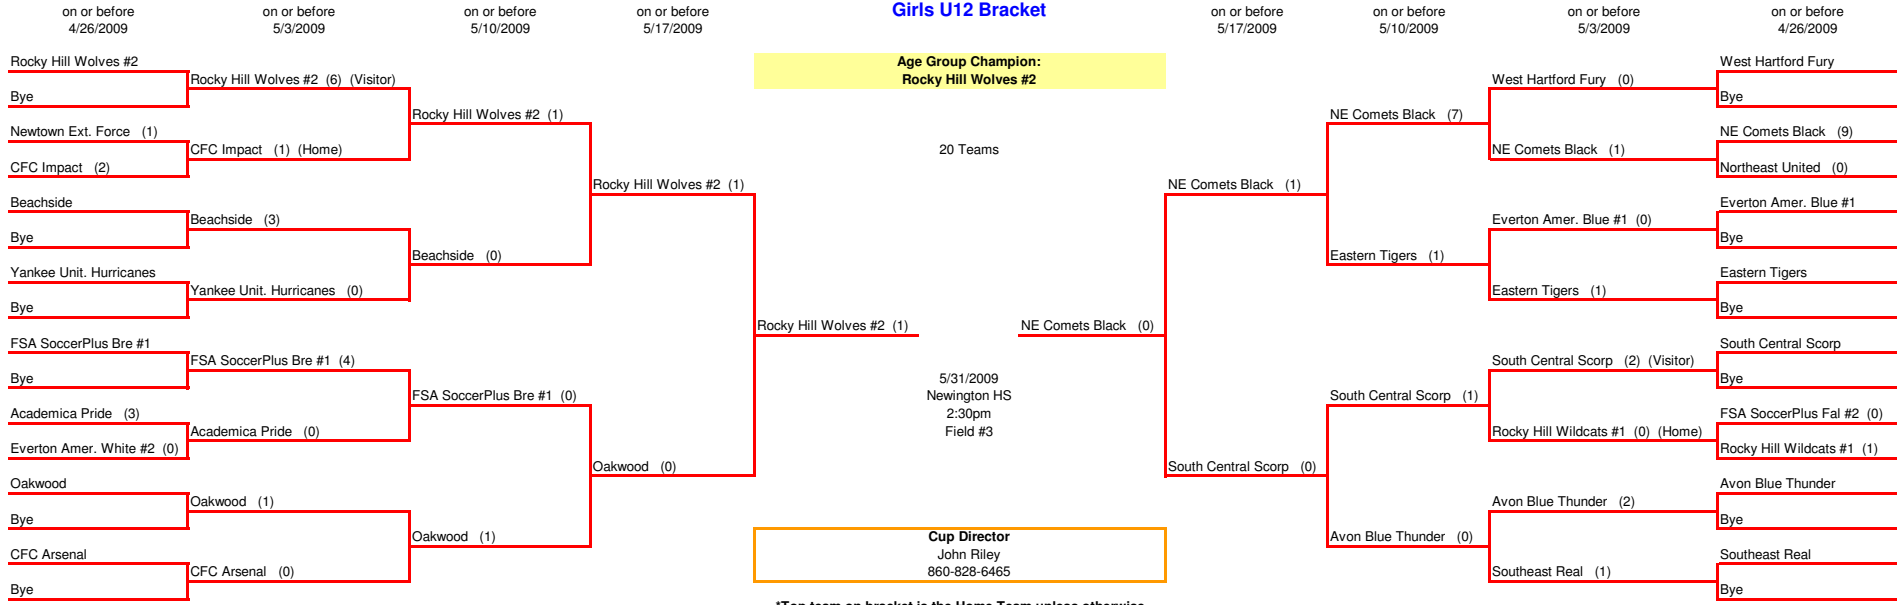 Girls U12 Bracket
on or before
4/26/2009
on or before
5/3/2009
on or before
5/10/2009
on or before
5/17/2009
on or before
5/17/2009
on or before
5/10/2009
on or before
5/3/2009
on or before
4/26/2009
Rocky Hill Wolves #2
Bye
Newtown Ext. Force (1)
CFC Impact (2)
Beachside
Bye
Yankee Unit. Hurricanes
Bye
FSA SoccerPlus Bre #1
Bye
Academica Pride (3)
Everton Amer. White #2 (0)
Oakwood
Bye
CFC Arsenal
Bye
Rocky Hill Wolves #2 (6) (Visitor)
CFC Impact (1) (Home)
Beachside (3)
Yankee Unit. Hurricanes (0)
FSA SoccerPlus Bre #1 (4)
Academica Pride (0)
Oakwood (1)
CFC Arsenal (0)
Rocky Hill Wolves #2 (1)
Beachside (0)
FSA SoccerPlus Bre #1 (0)
Oakwood (1)
Rocky Hill Wolves #2 (1)
Oakwood (0)
Rocky Hill Wolves #2 (1)
Age Group Champion:
Rocky Hill Wolves #2
20 Teams
5/31/2009
Newington HS
2:30pm
Field #3
Cup Director
John Riley
860-828-6465
*Top team on bracket is the Home Team unless otherwise
NE Comets Black (0)
NE Comets Black (1)
South Central Scorp (0)
NE Comets Black (7)
Eastern Tigers (1)
South Central Scorp (1)
Avon Blue Thunder (0)
West Hartford Fury (0)
NE Comets Black (1)
Everton Amer. Blue #1 (0)
Eastern Tigers (1)
South Central Scorp (2) (Visitor)
Rocky Hill Wildcats #1 (0) (Home)
Avon Blue Thunder (2)
Southeast Real (1)
West Hartford Fury
Bye
NE Comets Black (9)
Northeast United (0)
Everton Amer. Blue #1
Bye
Eastern Tigers
Bye
South Central Scorp
Bye
FSA SoccerPlus Fal #2 (0)
Rocky Hill Wildcats #1 (1)
Avon Blue Thunder
Bye
Southeast Real
Bye